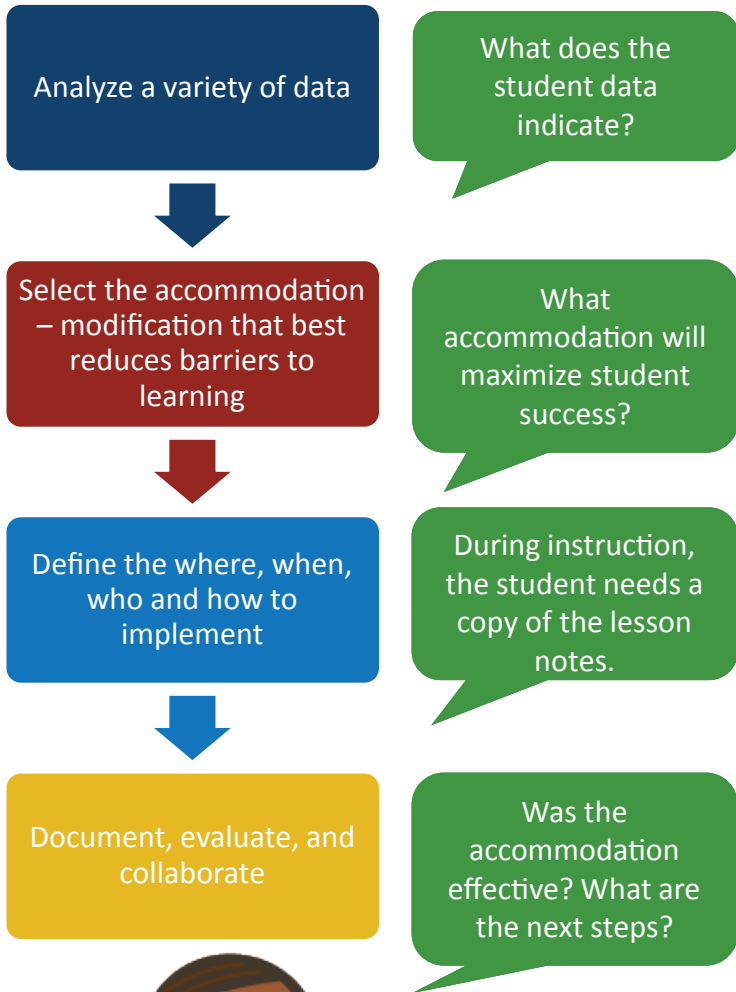 Analyze a variety of data
What does the
student data
indicate?
Select the accommodation
– modification that best
reduces barriers to
learning
What
accommodation will
maximize student
success?
Define the where, when,
who and how to
implement
During instruction,
the student needs a
copy of the lesson
notes.
Document, evaluate, and
collaborate
Was the
accommodation
effective? What are
the next steps?